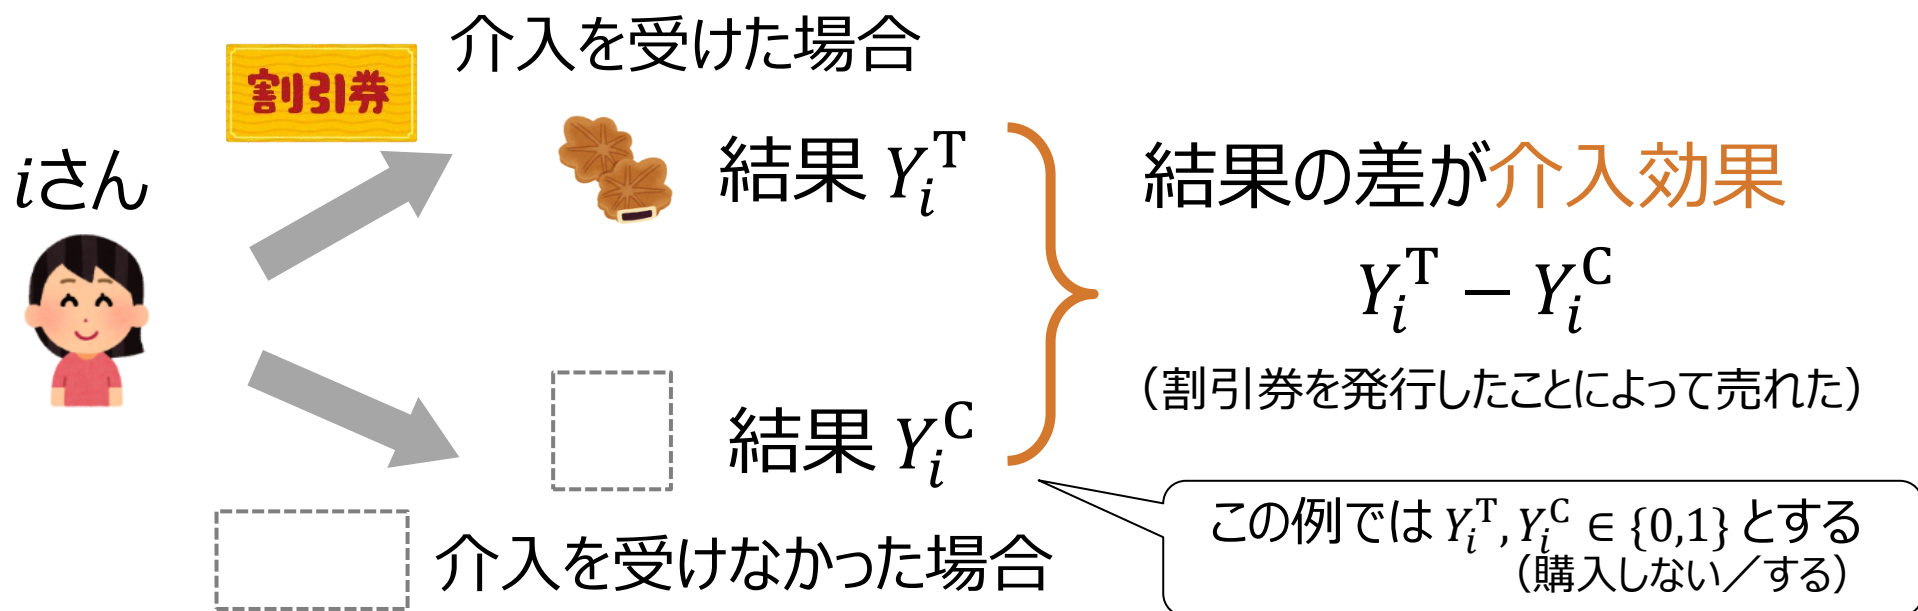 介入を受けた場合
割引券
iさん
結果 Y_i^T
結果の差が介入効果
Y_i^T − Y_i^C
（割引券を発行したことによって売れた）
結果 Y_i^C
介入を受けなかった場合
この例では Y_i^T, Y_i^C ∈ {0,1} とする
（購入しない／する）